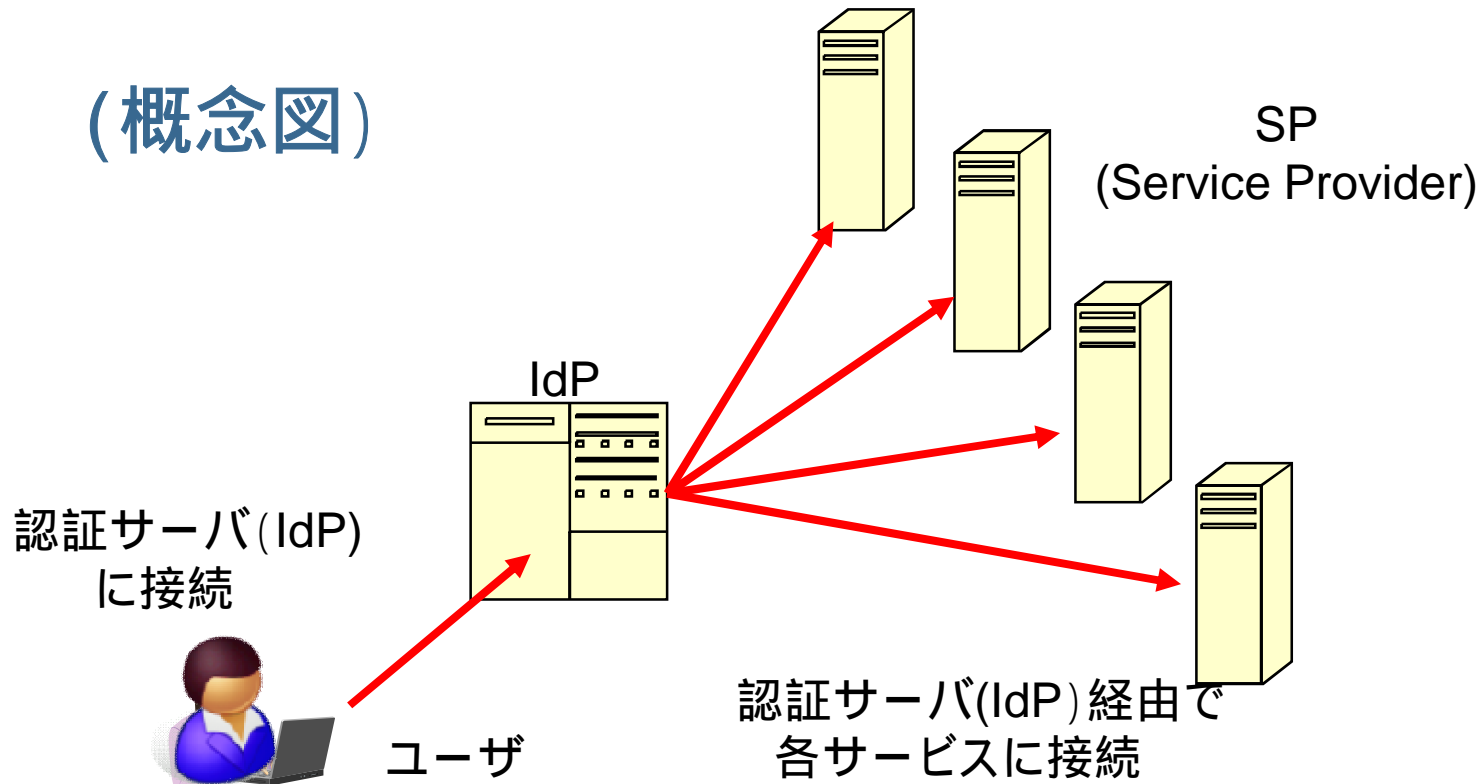 (概念図)
SP
(Service Provider)
IdP
認証サーバ(IdP)
に接続
ユーザ
認証サーバ(IdP)経由で
各サービスに接続